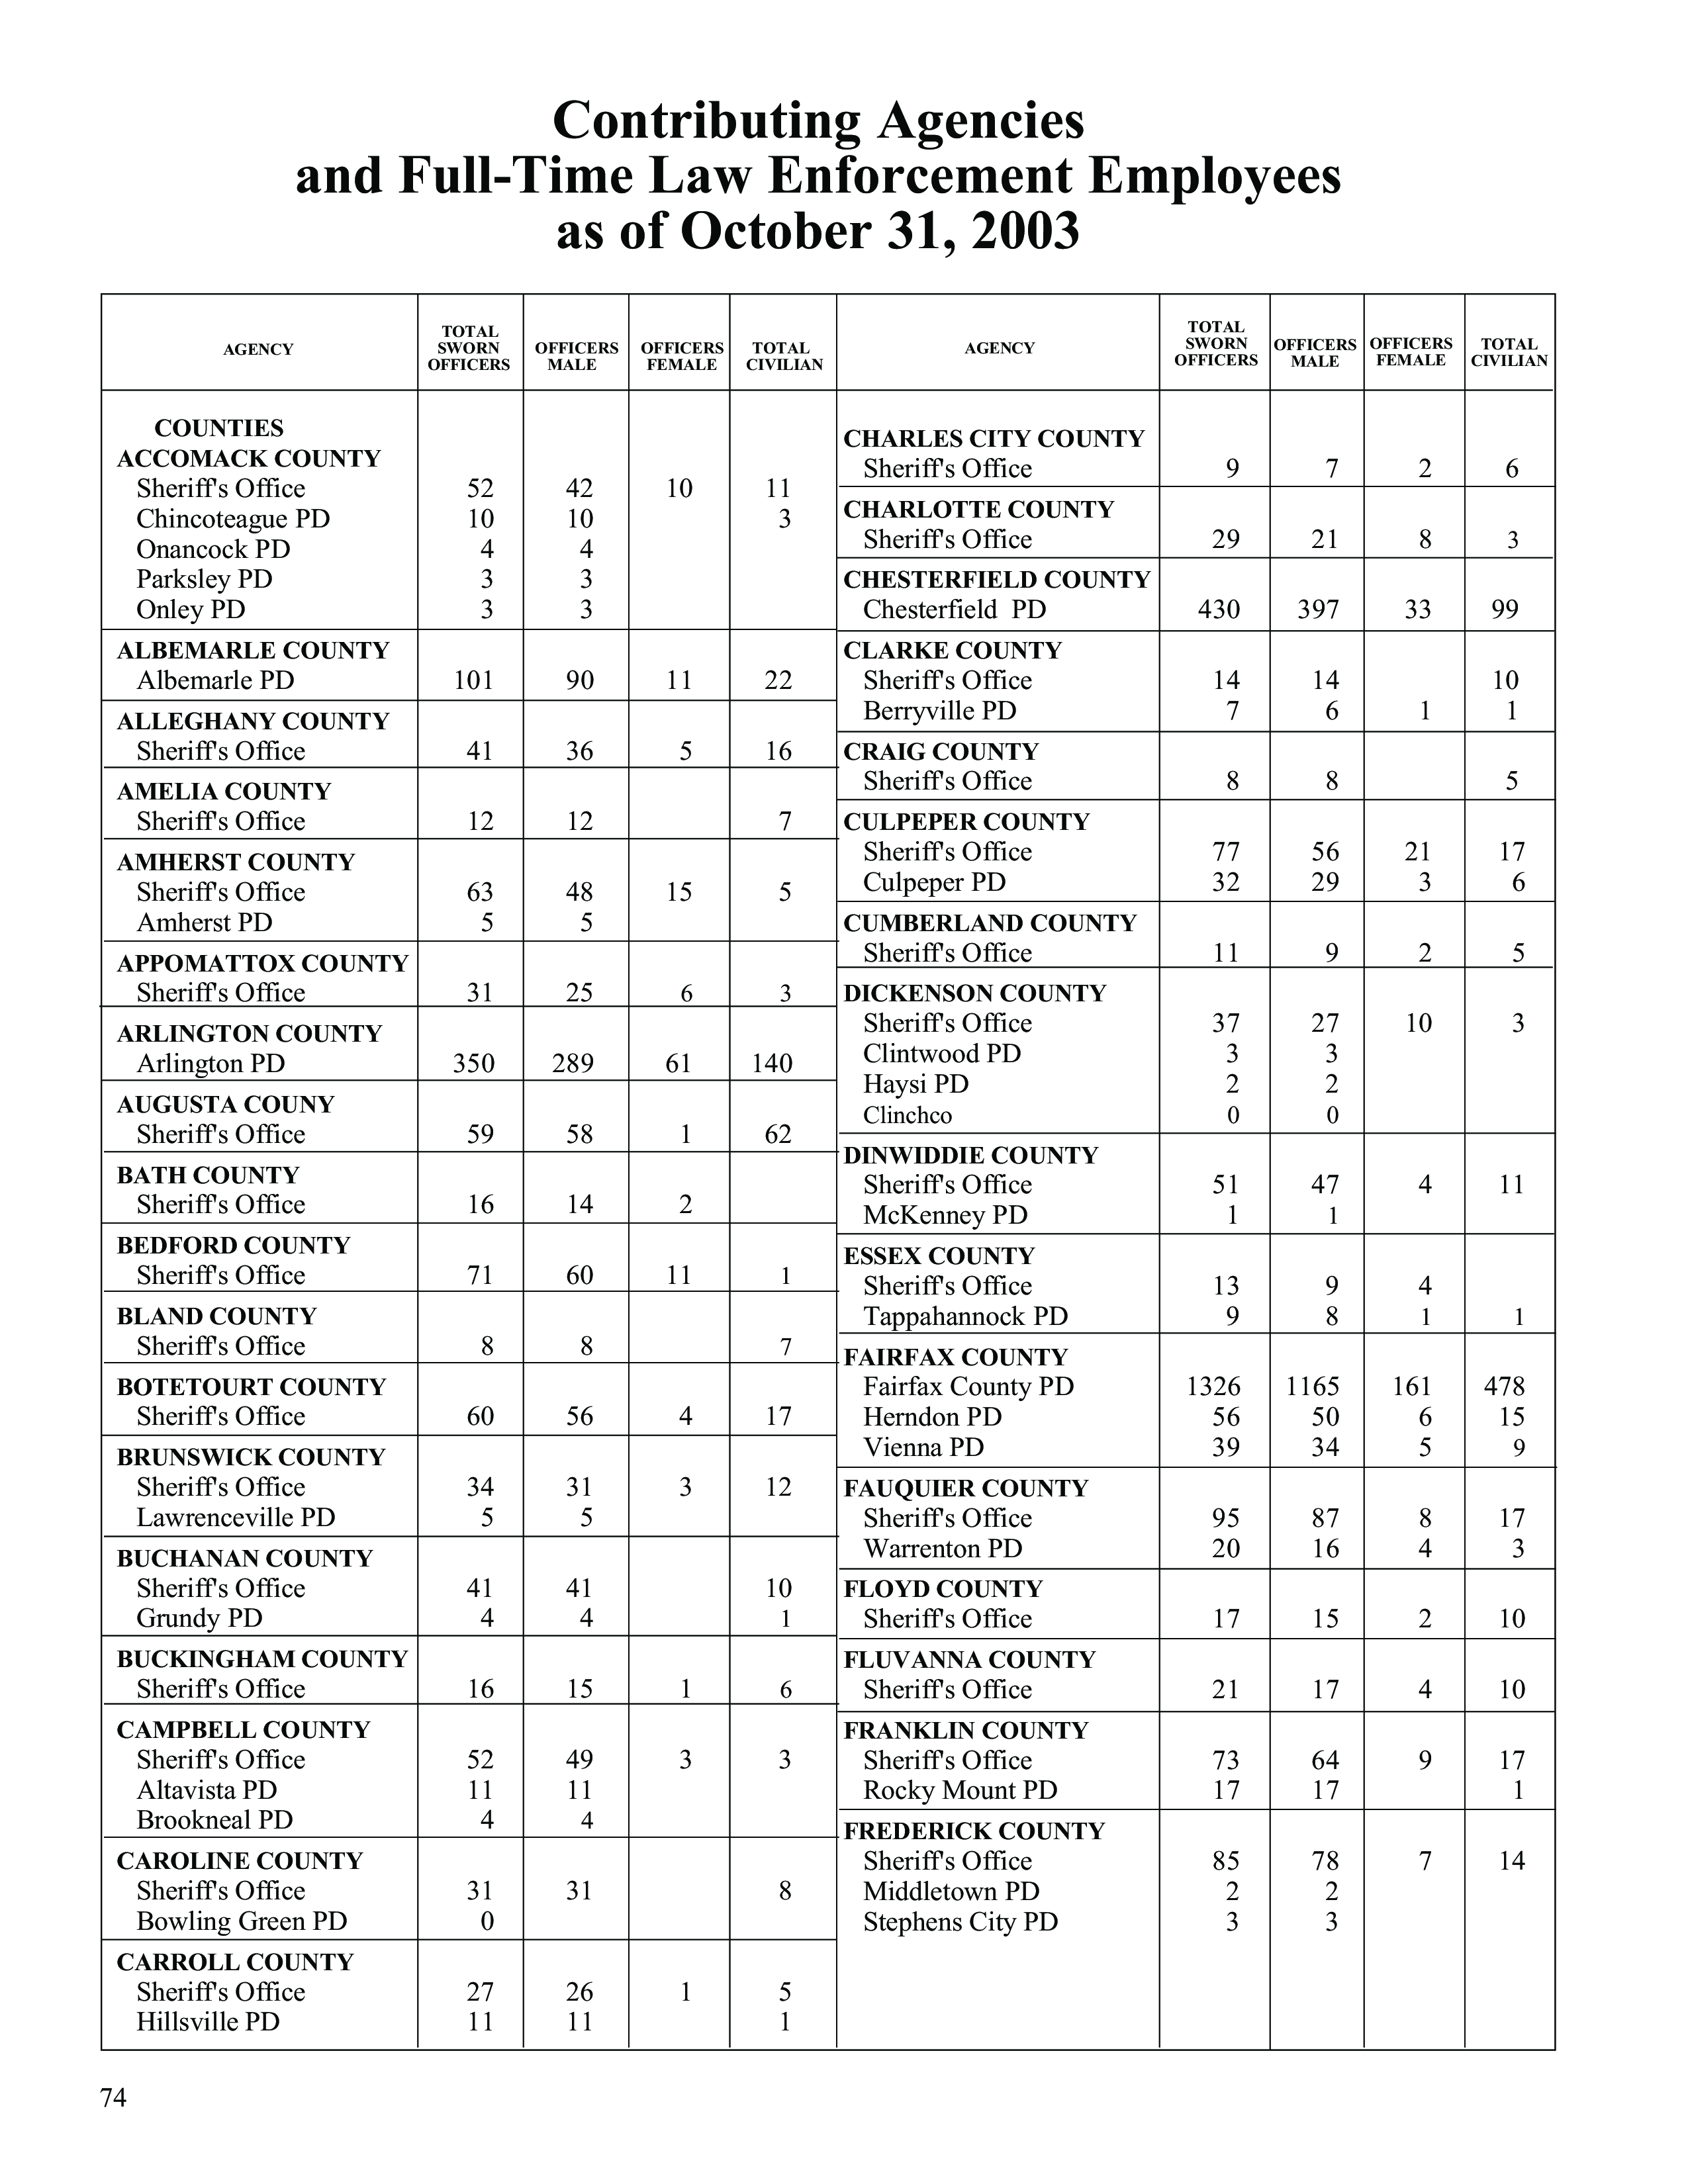 Contributing Agencies
and Full-Time Law Enforcement Employees
as of October 31, 2003
AGENCY
TOTAL
SWORN
OFFICERS
OFFICERS
MALE
OFFICERS
FEMALE
TOTAL
CIVILIAN
COUNTIES
ACCOMACK COUNTY
Sheriff's Office 52 42 10 11
Chincoteague PD 10 10 3
Onancock PD 4 4
Parksley PD 3 3
Onley PD 3 3
ALBEMARLE COUNTY
Albemarle PD 101 90 11 22
ALLEGHANY COUNTY
Sheriff's Office 41 36 5 16
AMELIA COUNTY
Sheriff's Office 12 12 7
AMHERST COUNTY
Sheriff's Office 63 48 15 5
Amherst PD 5 5
APPOMATTOX COUNTY
Sheriff's Office 31 25 6 3
ARLINGTON COUNTY
Arlington PD 350 289 61 140
AUGUSTA COUNY
Sheriff's Office 59 58 1 62
BATH COUNTY
Sheriff's Office 16 14 2
BEDFORD COUNTY
Sheriff's Office 71 60 11 1
BLAND COUNTY
Sheriff's Office 8 8 7
BOTETOURT COUNTY
Sheriff's Office 60 56 4 17
BRUNSWICK COUNTY
Sheriff's Office 34 31 3 12
Lawrenceville PD 5 5
BUCHANAN COUNTY
Sheriff's Office 41 41 10
Grundy PD 4 4 1
BUCKINGHAM COUNTY
Sheriff's Office 16 15 1 6
CAMPBELL COUNTY
Sheriff's Office 52 49 3 3
Altavista PD 11 11
Brookneal PD 4 4
CAROLINE COUNTY
Sheriff's Office 31 31 8
Bowling Green PD 0
CARROLL COUNTY
Sheriff's Office 27 26 1 5
Hillsville PD 11 11 1
AGENCY
TOTAL
SWORN
OFFICERS
OFFICERS
MALE
OFFICERS
FEMALE
TOTAL
CIVILIAN
CHARLES CITY COUNTY
Sheriff's Office 9 7 2 6
CHARLOTTE COUNTY
Sheriff's Office 29 21 8 3
CHESTERFIELD COUNTY
Chesterfield PD 430 397 33 99
CLARKE COUNTY
Sheriff's Office 14 14 10
Berryville PD 7 6 1 1
CRAIG COUNTY
Sheriff's Office 8 8 5
CULPEPER COUNTY
Sheriff's Office 77 56 21 17
Culpeper PD 32 29 3 6
CUMBERLAND COUNTY
Sheriff's Office 11 9 2 5
DICKENSON COUNTY
Sheriff's Office 37 27 10 3
Clintwood PD 3 3
Haysi PD 2 2
Clinchco 0 0
DINWIDDIE COUNTY
Sheriff's Office 51 47 4 11
McKenney PD 1 1
ESSEX COUNTY
Sheriff's Office 13 9 4
Tappahannock PD 9 8 1 1
FAIRFAX COUNTY
Fairfax County PD 1326 1165 161 478
Herndon PD 56 50 6 15
Vienna PD 39 34 5 9
FAUQUIER COUNTY
Sheriff's Office 95 87 8 17
Warrenton PD 20 16 4 3
FLOYD COUNTY
Sheriff's Office 17 15 2 10
FLUVANNA COUNTY
Sheriff's Office 21 17 4 10
FRANKLIN COUNTY
Sheriff's Office 73 64 9 17
Rocky Mount PD 17 17 1
FREDERICK COUNTY
Sheriff's Office 85 78 7 14
Middletown PD 2 2
Stephens City PD 3 3
74